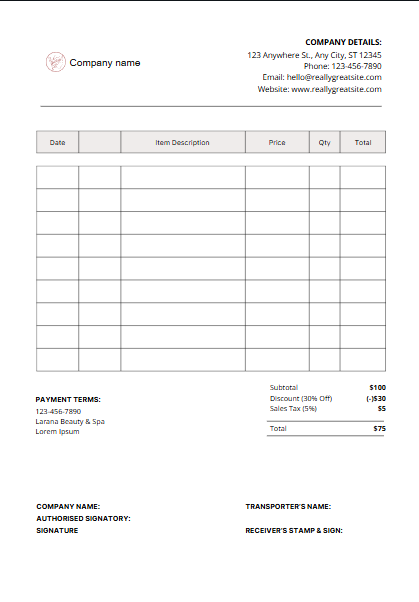 COMPANY DETAILS:
123 Anywhere St., Any City, ST 12345
Phone: 123-456-7890
Email: hello@reallygreatsite.com
Website: www.reallygreatsite.com
Company name
Date Item Description Price Qty Total
Subtotal $100
Discount (30% Off) (-)$30
Sales Tax (5%) $5
Total $75
PAYMENT TERMS:
123-456-7890
Larana Beauty & Spa
Lorem Ipsum
COMPANY NAME:
AUTHORISED SIGNATORY:
SIGNATURE
TRANSPORTER'S NAME:
RECEIVER'S STAMP & SIGN: